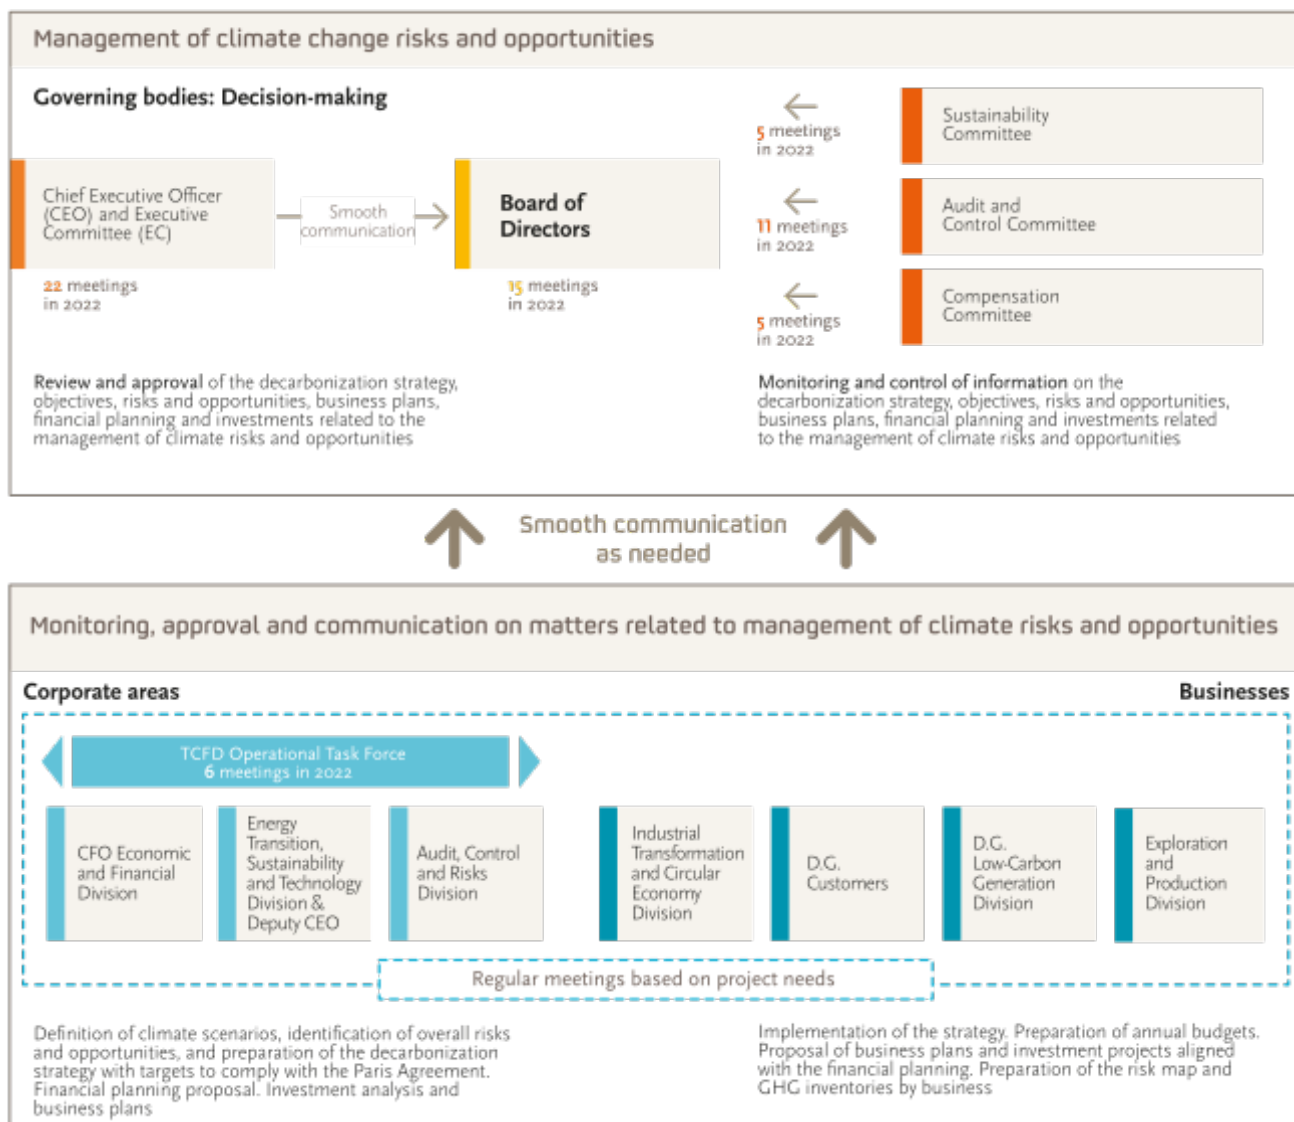 Management of climate change risks and opportunities
Governing bodies: Decision-making
Chief Executive Officer
(CEO) and Executive
Committee (EC)
22 meetings
in 2022
Smooth
communication
Board of
Directors
15 meetings
in 2022
5 meetings
in 2022
Sustainability
Committee
11 meetings
in 2022
Audit and
Control Committee
5 meetings
in 2022
Compensation
Committee
Review and approval of the decarbonization strategy,
objectives, risks and opportunities, business plans,
financial planning and investments related to the
management of climate risks and opportunities
Monitoring and control of information on the
decarbonization strategy, objectives, risks and opportunities,
business plans, financial planning and investments related
to the management of climate risks and opportunities
Smooth communication
as needed
Monitoring, approval and communication on matters related to management of climate risks and opportunities
Corporate areas
Businesses
TCFD Operational Task Force
6 meetings in 2022
CFO Economic
and Financial
Division
Energy
Transition,
Sustainability
and Technology
Division &
Deputy CEO
Audit, Control
and Risks
Division
Industrial
Transformation
and Circular
Economy
Division
D.G.
Customers
D.G.
Low-Carbon
Generation
Division
Exploration
and
Production
Division
Regular meetings based on project needs
Definition of climate scenarios, identification of overall risks
and opportunities, and preparation of the decarbonization
strategy with targets to comply with the Paris Agreement.
Financial planning proposal. Investment analysis and
business plans
Implementation of the strategy. Preparation of annual budgets.
Proposal of business plans and investment projects aligned
with the financial planning. Preparation of the risk map and
GHG inventories by business